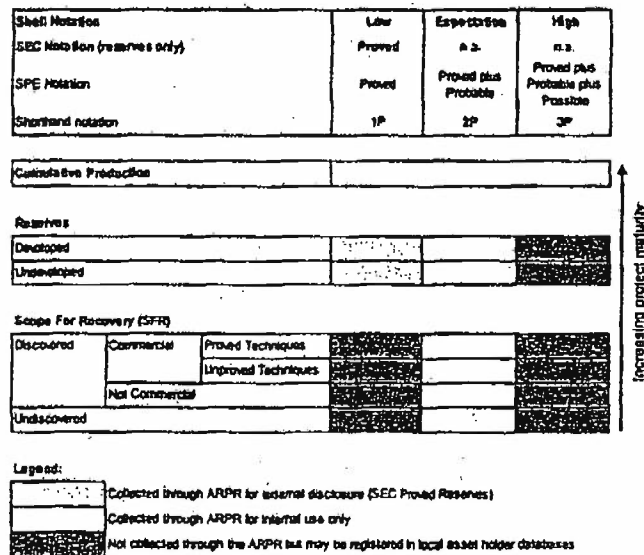 Shell Notation Low Expectation High
SEC Notation (reserves only) Proved n.a. n.a.
SPE Notation Proved Proved plus Probable Proved plus Probable plus Possible
Shorthand notation 1P 2P 3P
Cumulative Production
Increasing project maturity
Reserves
Developed
Undeveloped
Scope For Recovery (SFR)
Discovered Commercial Proved Techniques
Unproved Techniques
Not Commercial
Undiscovered
Legend:
Collected through ARPR for external disclosure (SEC Proved Reserves)
Collected through ARPR for internal use only
Not collected through the ARPR but may be registered in local asset holder databases